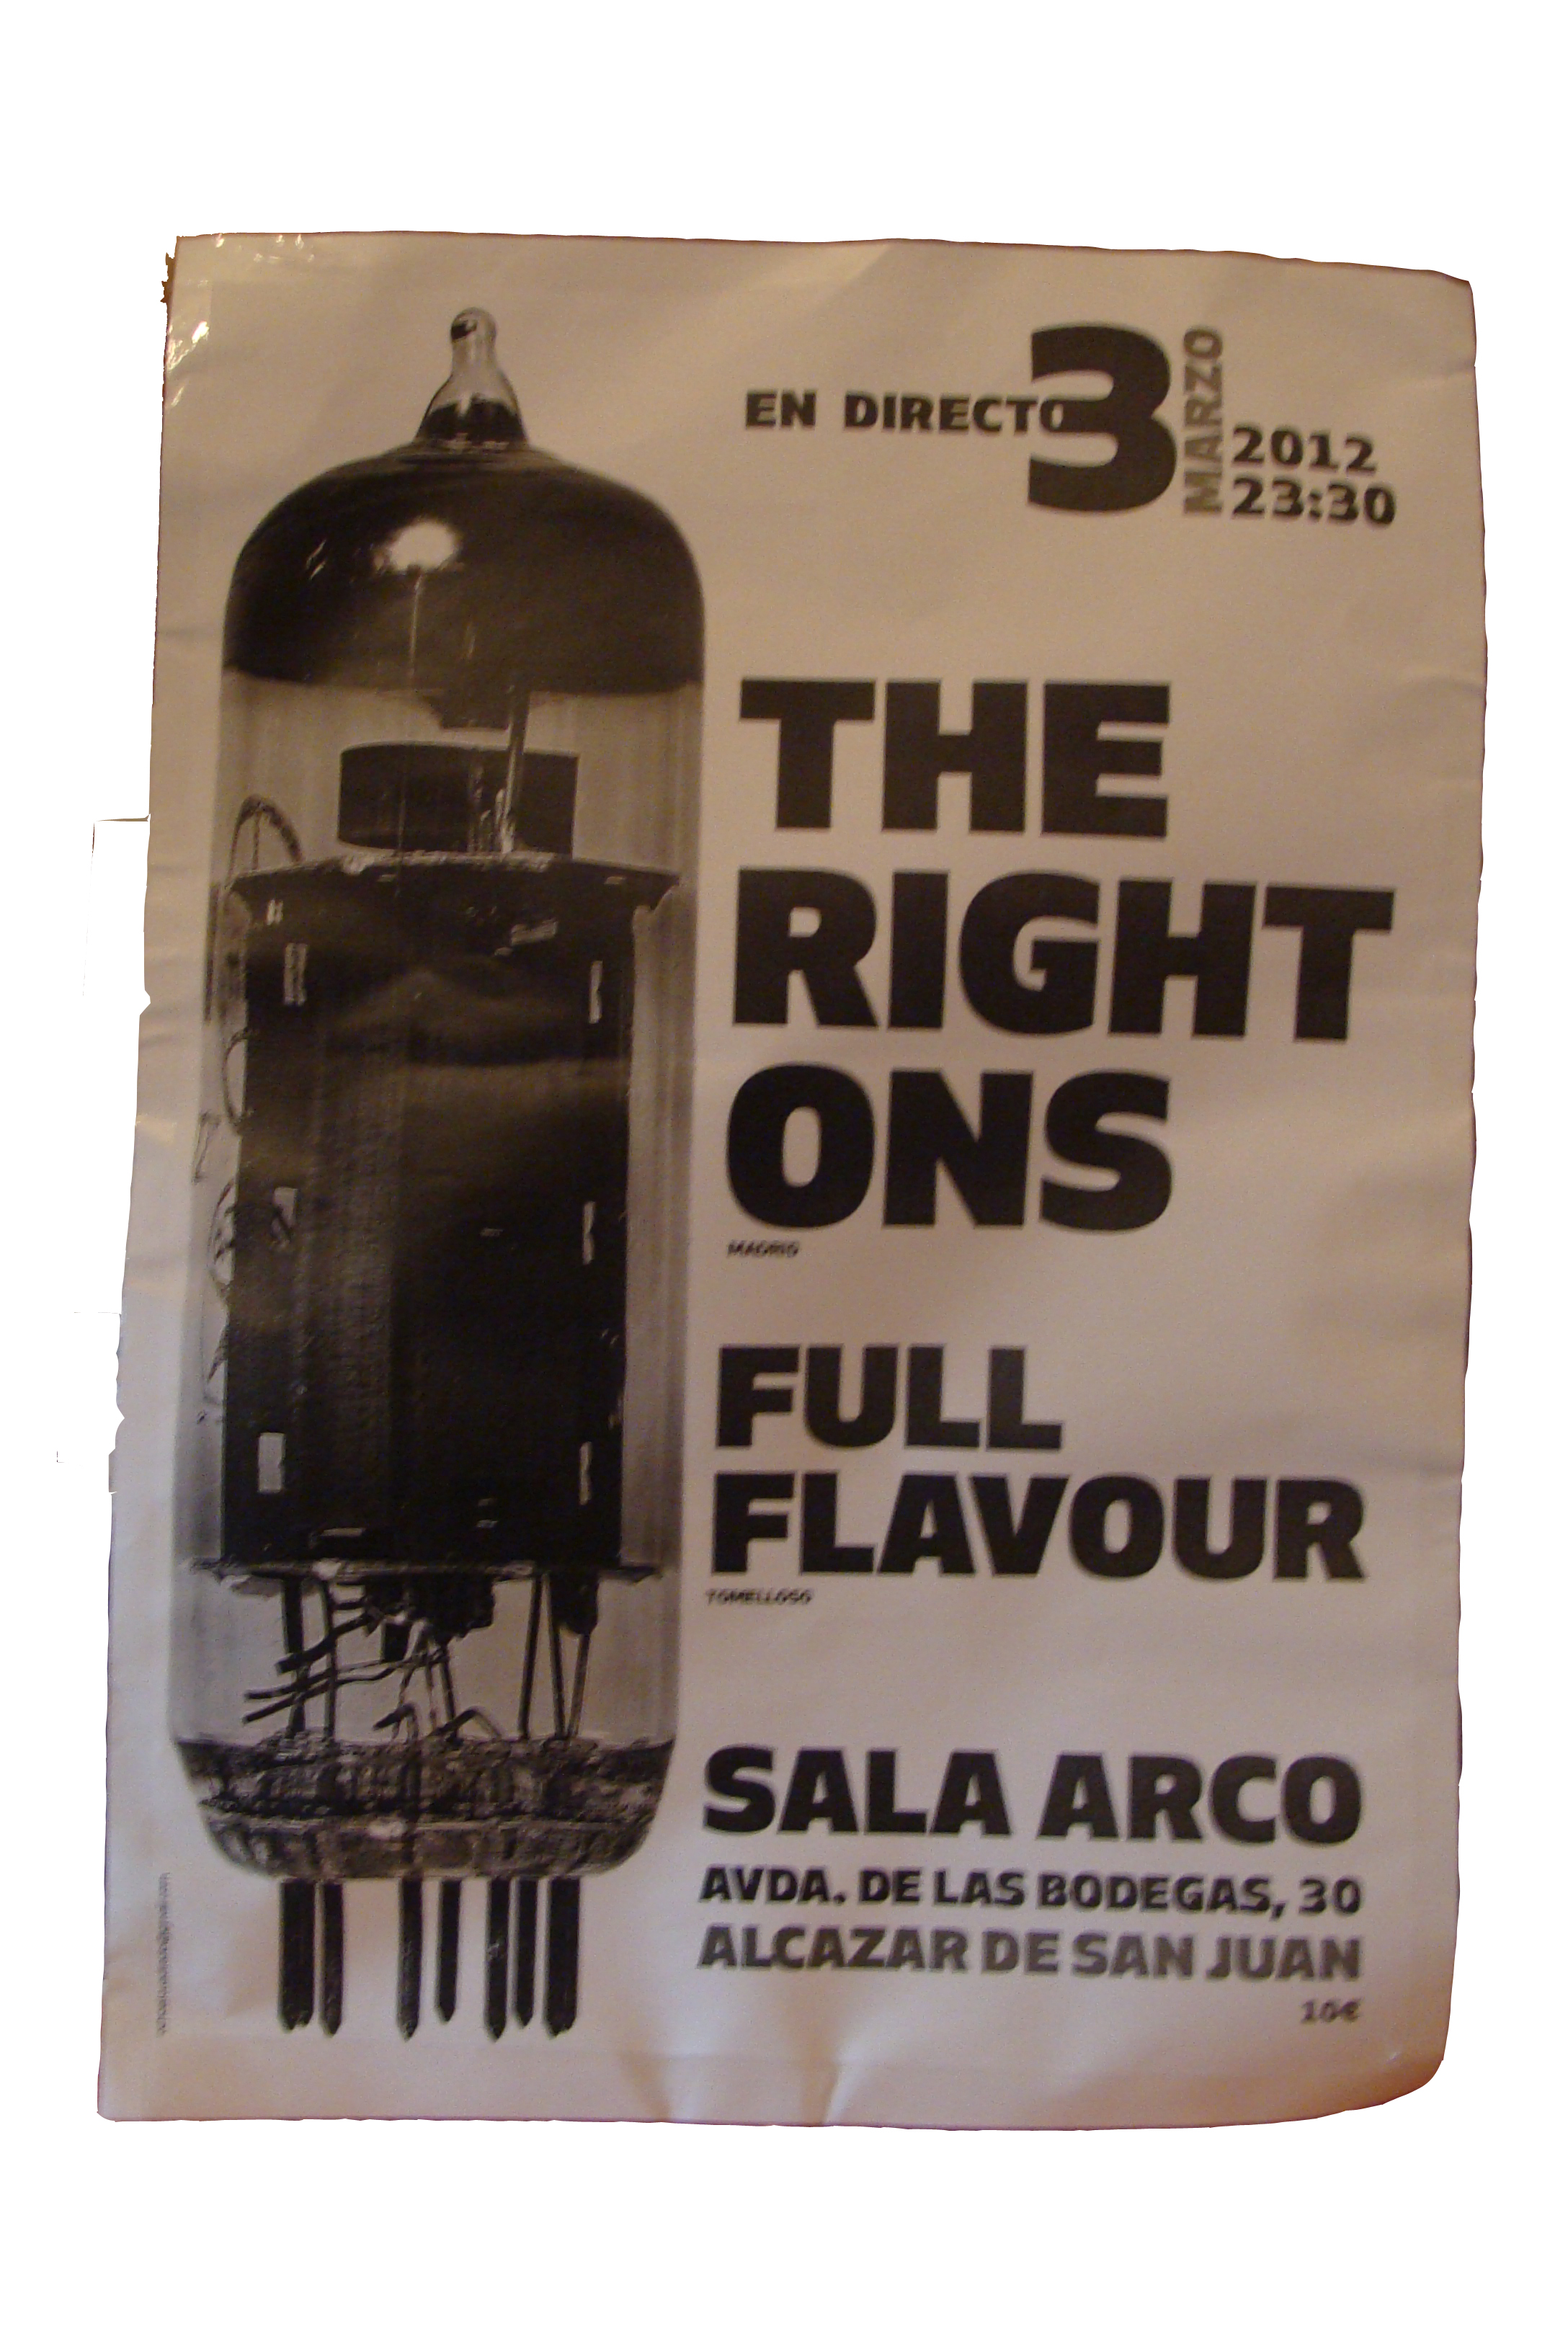 EN DIRECTO 3 MARZO 2012
23:30
THE
RIGHT
ONS
MADRID
FULL
FLAVOUR
TOMELLOSO
SALA ARCO
AVDA. DE LAS BODEGAS, 30
ALCAZAR DE SAN JUAN
10€